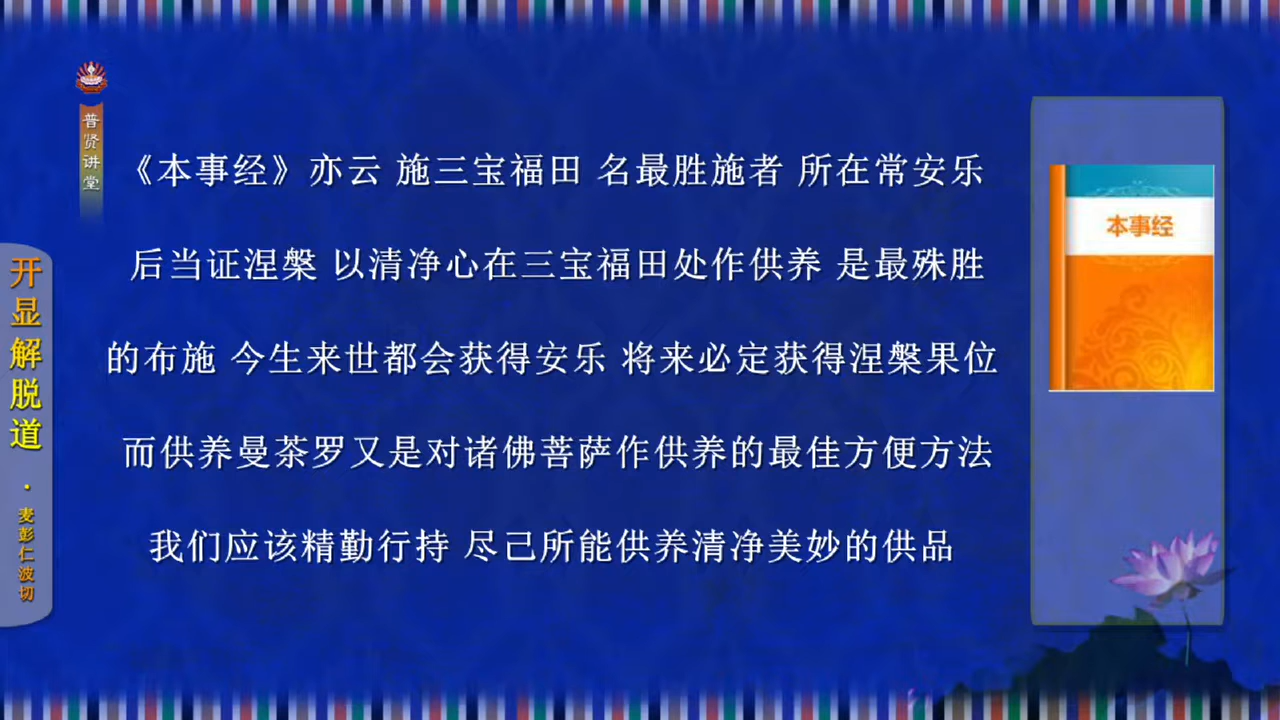 普贤讲堂
《本事经》亦云 施三宝福田 名最胜施者 所在常安乐
后当证涅槃 以清净心在三宝福田处作供养 是最殊胜
的布施 今生来世都会获得安乐 将来必定获得涅槃果位
而供养曼茶罗又是对诸佛菩萨作供养的最佳方便方法
我们应该精勤行持 尽己所能供养清净美妙的供品
开显解脱道·麦彭仁波切
本事经